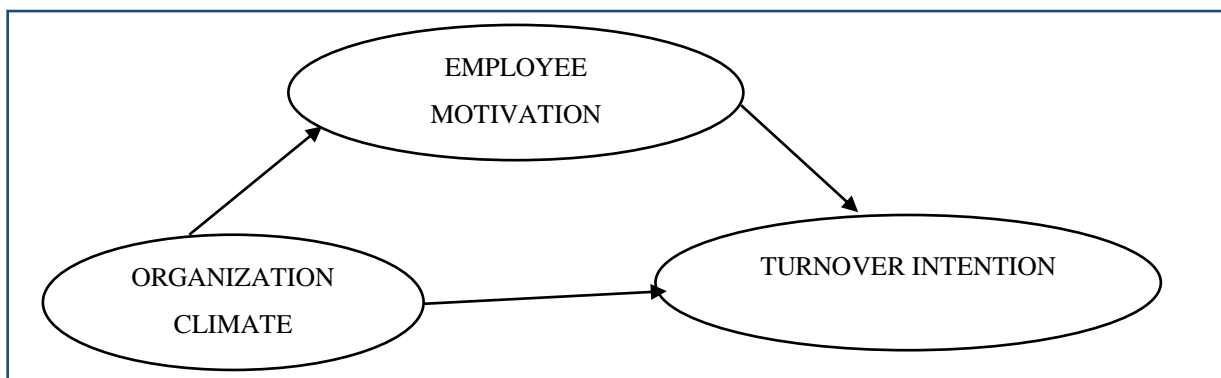 EMPLOYEE
MOTIVATION
ORGANIZATION
CLIMATE
TURNOVER INTENTION